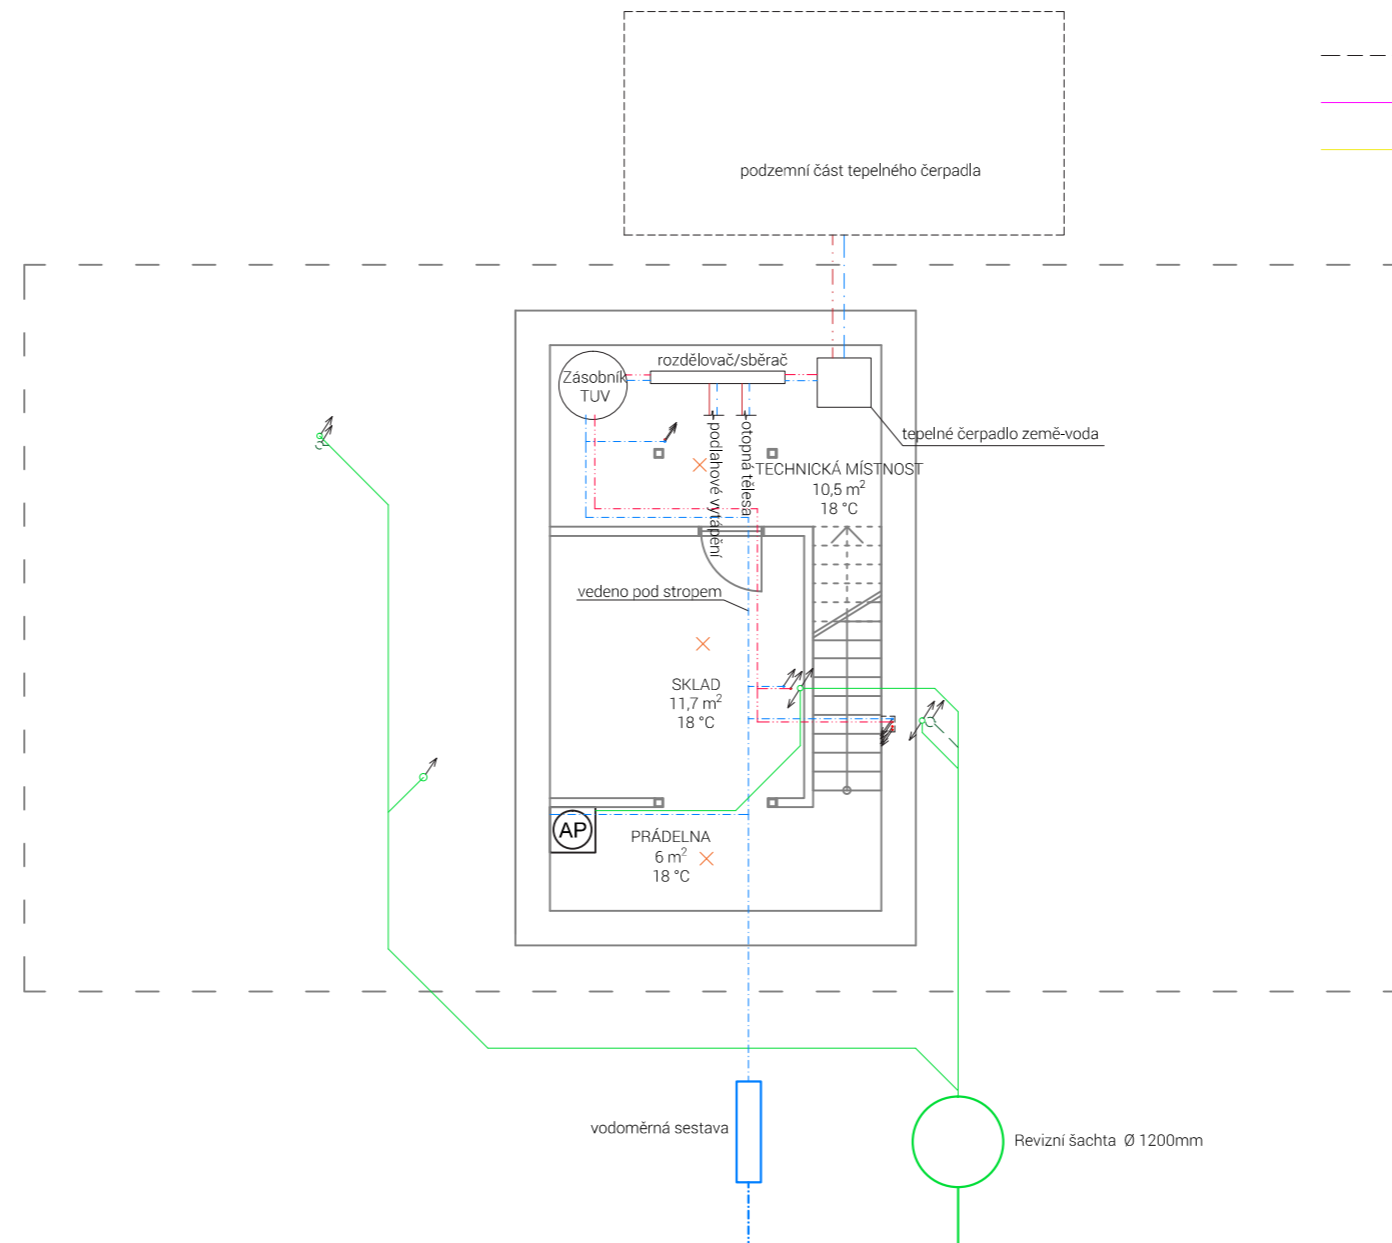 podzemní část tepelného čerpadla
rozdělovač/sběrač
Zásobník
TUV
tepelné čerpadlo země-voda
podlahové vytápění
otopná tělesa
TECHNICKÁ MÍSTNOST
10,5 m²
18 °C
vedeno pod stropem
SKLAD
11,7 m²
18 °C
AP
PRÁDELNA
6 m²
18 °C
vodoměrná sestava
Revizní šachta Ø 1200mm